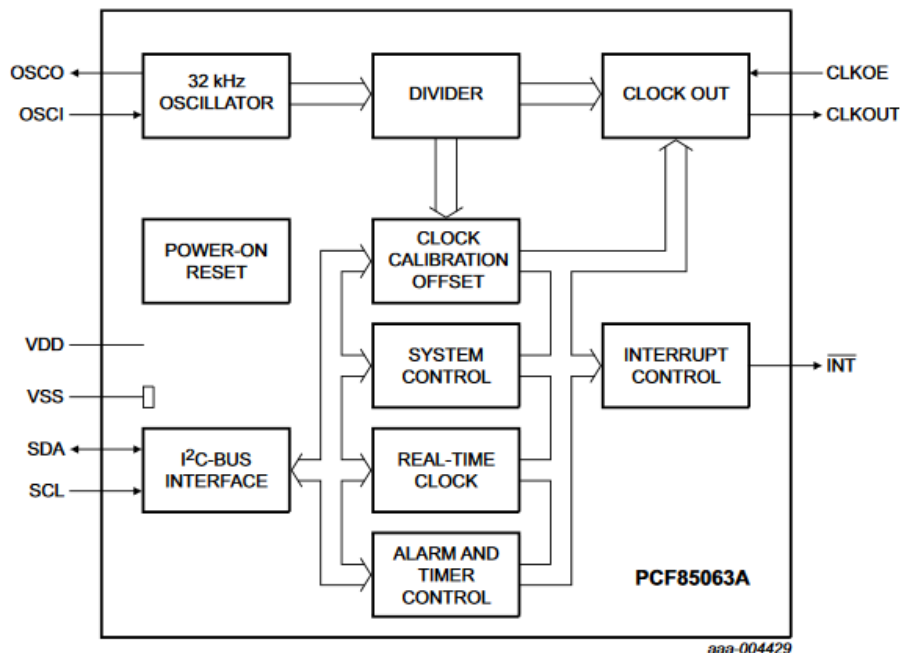 OSCO
OSCI
32 kHz
OSCILLATOR
DIVIDER
CLOCK OUT
CLKOE
CLKOUT
POWER-ON
RESET
CLOCK
CALIBRATION
OFFSET
VDD
VSS
SYSTEM
CONTROL
INTERRUPT
CONTROL
INT
SDA
SCL
I²C-BUS
INTERFACE
REAL-TIME
CLOCK
ALARM AND
TIMER
CONTROL
PCF85063A
aaa-004429